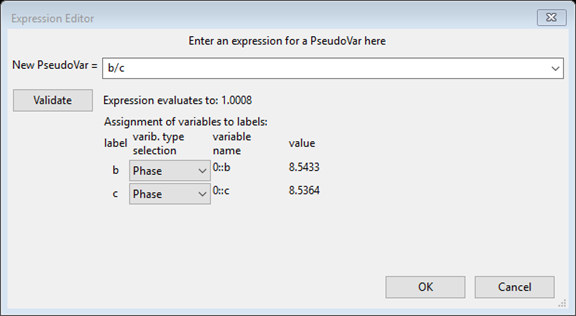 Expression Editor
Enter an expression for a PseudoVar here
New PseudoVar = b/c
Validate Expression evaluates to: 1.0008
Assignment of variables to labels:
label varib. type selection variable name value
b Phase 0::b 8.5433
c Phase 0::c 8.5364
OK Cancel